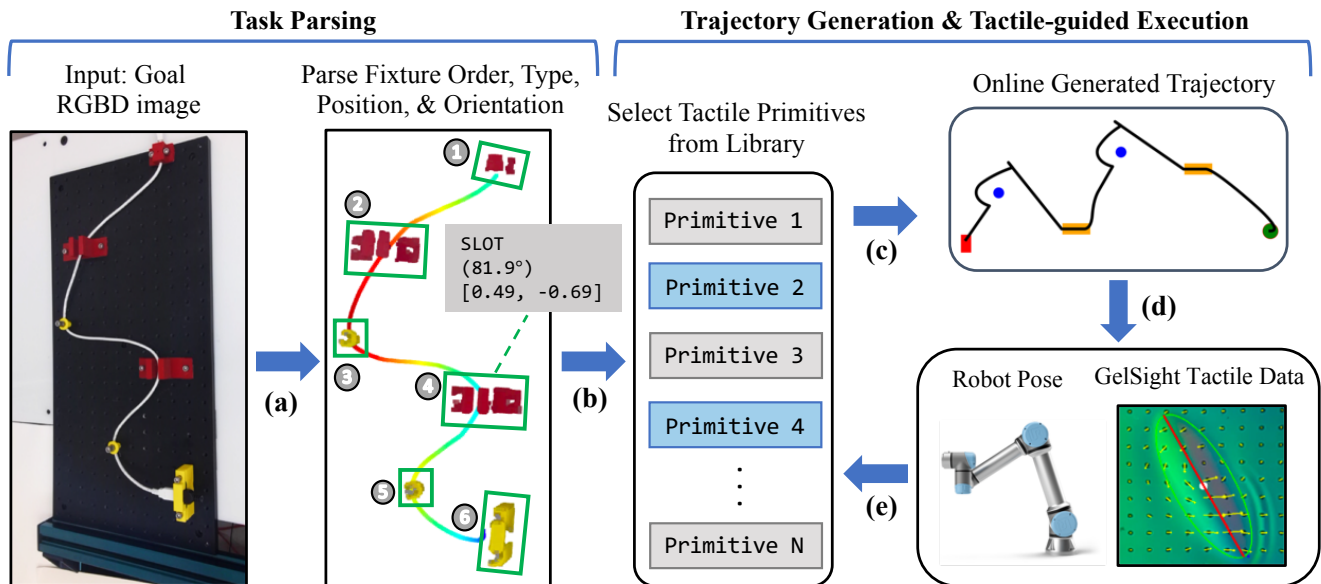 Task Parsing
Trajectory Generation & Tactile-guided Execution
Input: Goal
RGBD image
Parse Fixture Order, Type,
Position, & Orientation
1
2
3
4
5
6
SLOT
(81.9°)
[0.49, -0.69]
(a)
(b)
Select Tactile Primitives
from Library
Primitive 1
Primitive 2
Primitive 3
Primitive 4
Primitive N
(c)
Online Generated Trajectory
(d)
Robot Pose
GelSight Tactile Data
(e)